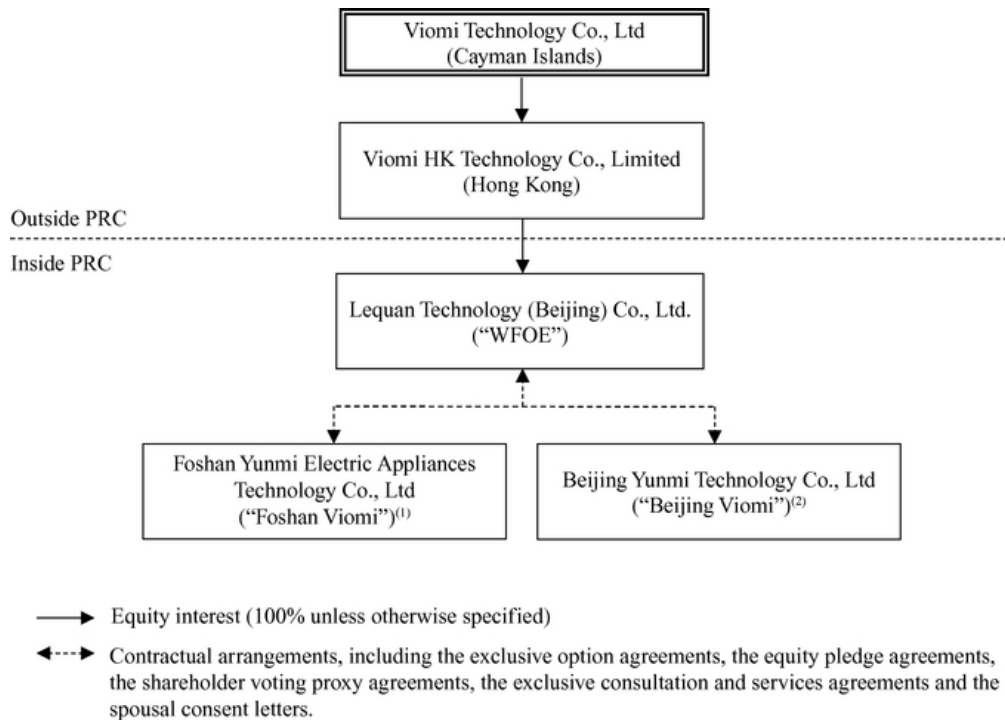 Viomi Technology Co., Ltd
(Cayman Islands)
Viomi HK Technology Co., Limited
(Hong Kong)
Outside PRC
Inside PRC
Lequan Technology (Beijing) Co., Ltd.
(“WFOE”)
Foshan Yunmi Electric Appliances
Technology Co., Ltd
(“Foshan Viomi”)(1)
Beijing Yunmi Technology Co., Ltd
(“Beijing Viomi”)(2)
Equity interest (100% unless otherwise specified)
Contractual arrangements, including the exclusive option agreements, the equity pledge agreements,
the shareholder voting proxy agreements, the exclusive consultation and services agreements and the
spousal consent letters.